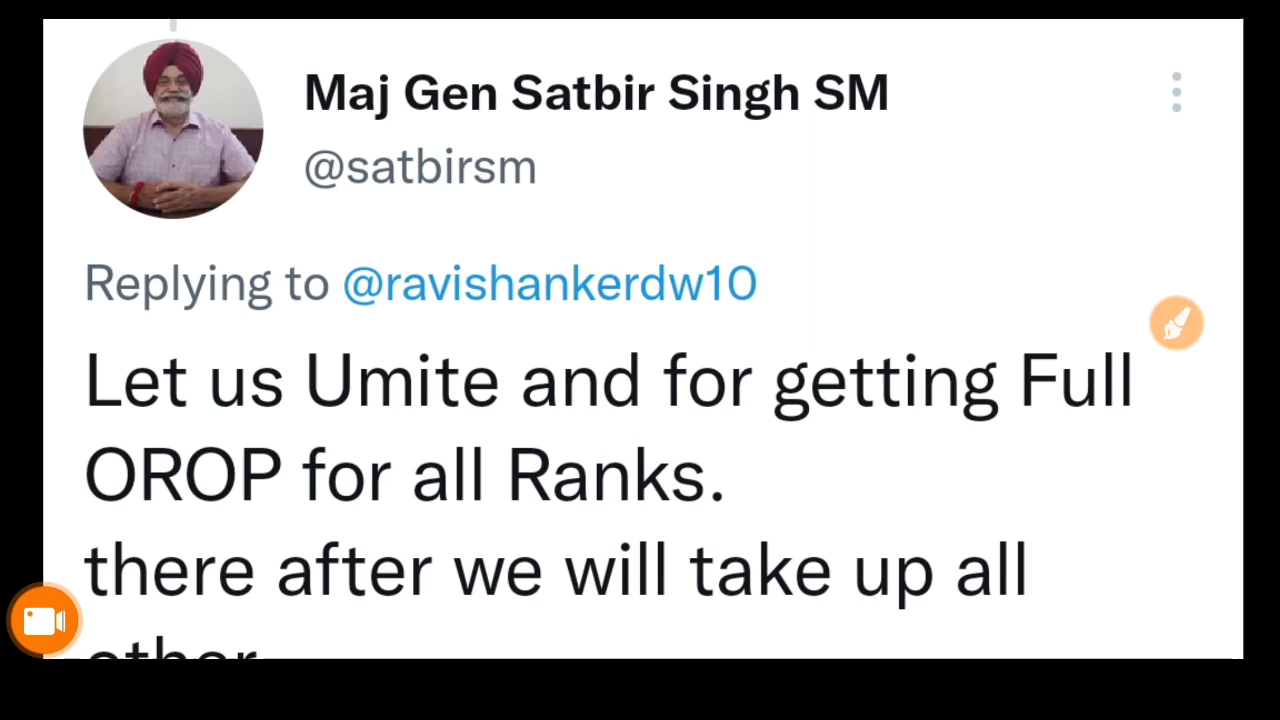 Maj Gen Satbir Singh SM
@satbirsm
Replying to @ravishankerdw10
Let us Umite and for getting Full
OROP for all Ranks.
there after we will take up all
other